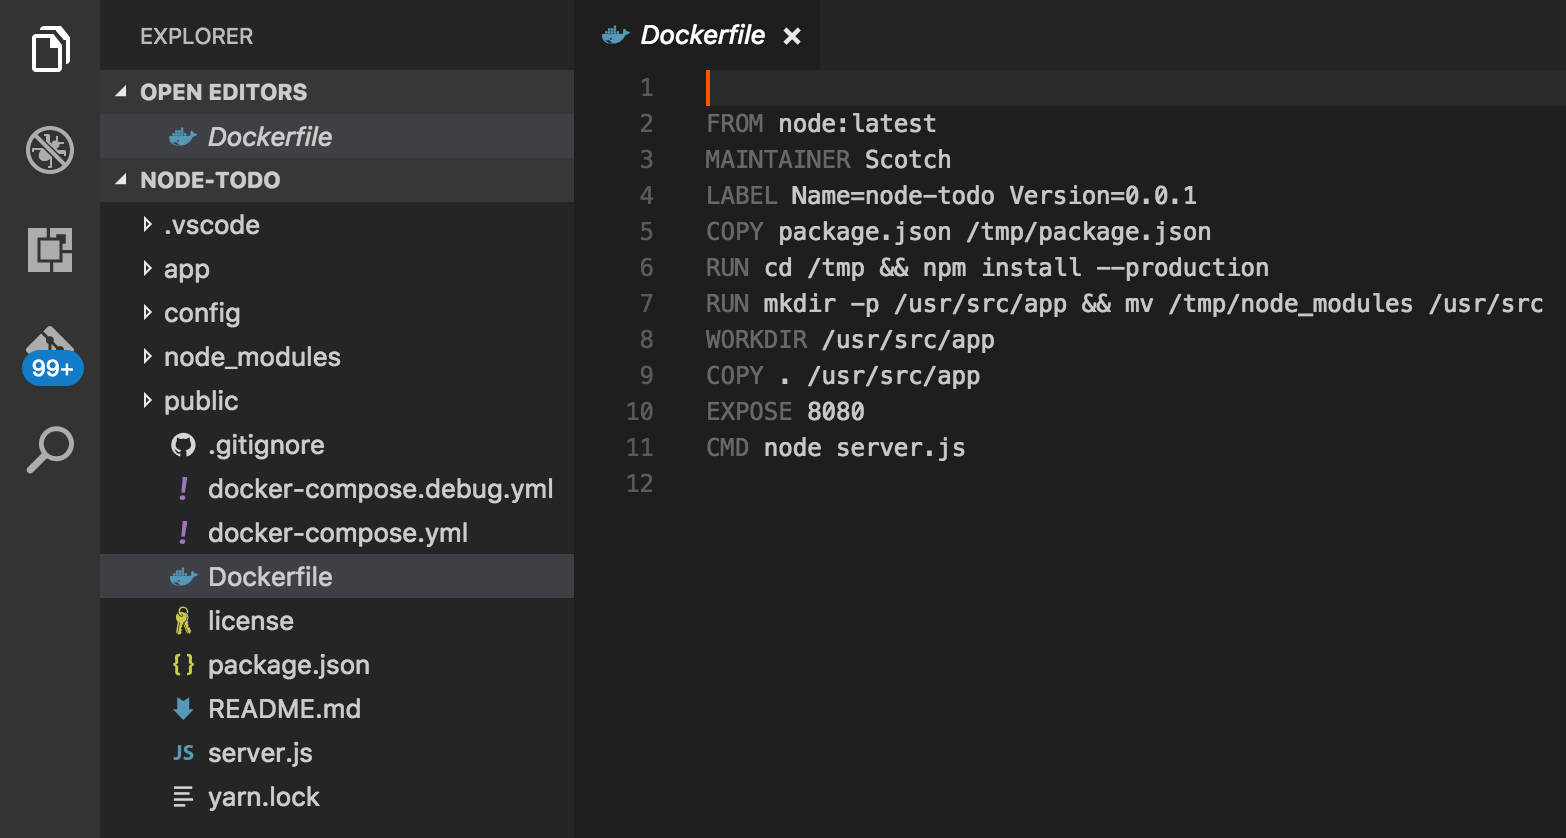 EXPLORER
OPEN EDITORS
Dockerfile
NODE-TODO
.vscode
app
config
node_modules
public
.gitignore
docker-compose.debug.yml
docker-compose.yml
Dockerfile
license
package.json
README.md
JS server.js
yarn.lock
99+
Dockerfile
1
2 FROM node:latest
3 MAINTAINER Scotch
4 LABEL Name=node-todo Version=0.0.1
5 COPY package.json /tmp/package.json
6 RUN cd /tmp && npm install --production
7 RUN mkdir -p /usr/src/app && mv /tmp/node_modules /usr/src
8 WORKDIR /usr/src/app
9 COPY . /usr/src/app
10 EXPOSE 8080
11 CMD node server.js
12